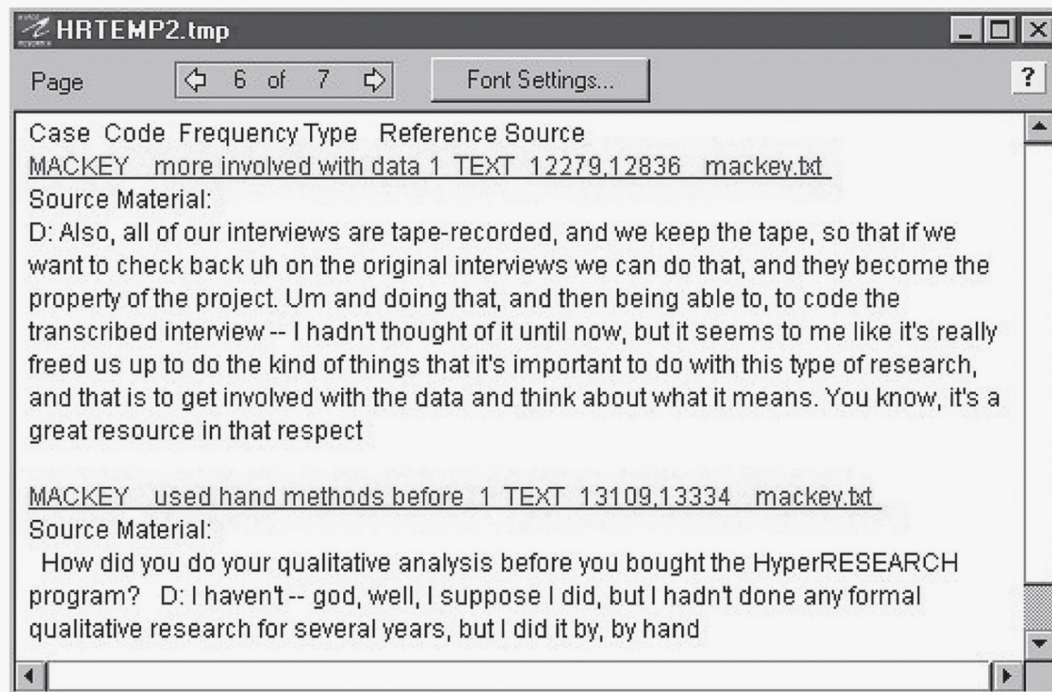 HRTEMP2.tmp
Page 6 of 7 Font Settings... ?
Case Code Frequency Type Reference Source
MACKEY more involved with data 1 TEXT 12279,12836 mackey.txt
Source Material:
D: Also, all of our interviews are tape-recorded, and we keep the tape, so that if we
want to check back uh on the original interviews we can do that, and they become the
property of the project. Um and doing that, and then being able to, to code the
transcribed interview -- I hadn't thought of it until now, but it seems to me like it's really
freed us up to do the kind of things that it's important to do with this type of research,
and that is to get involved with the data and think about what it means. You know, it's a
great resource in that respect
MACKEY used hand methods before 1 TEXT 13109,13334 mackey.txt
Source Material:
How did you do your qualitative analysis before you bought the HyperRESEARCH
program? D: I haven't -- god, well, I suppose I did, but I hadn't done any formal
qualitative research for several years, but I did it by, by hand